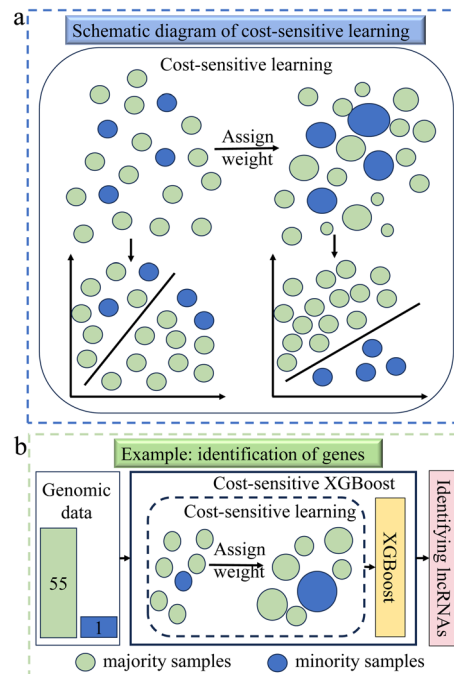 a
Schematic diagram of cost-sensitive learning
Cost-sensitive learning
Assign
weight
b
Example: identification of genes
Genomic
data
55
1
Cost-sensitive XGBoost
Cost-sensitive learning
Assign
weight
XGBoost
Identifying lncRNAs
majority samples
minority samples